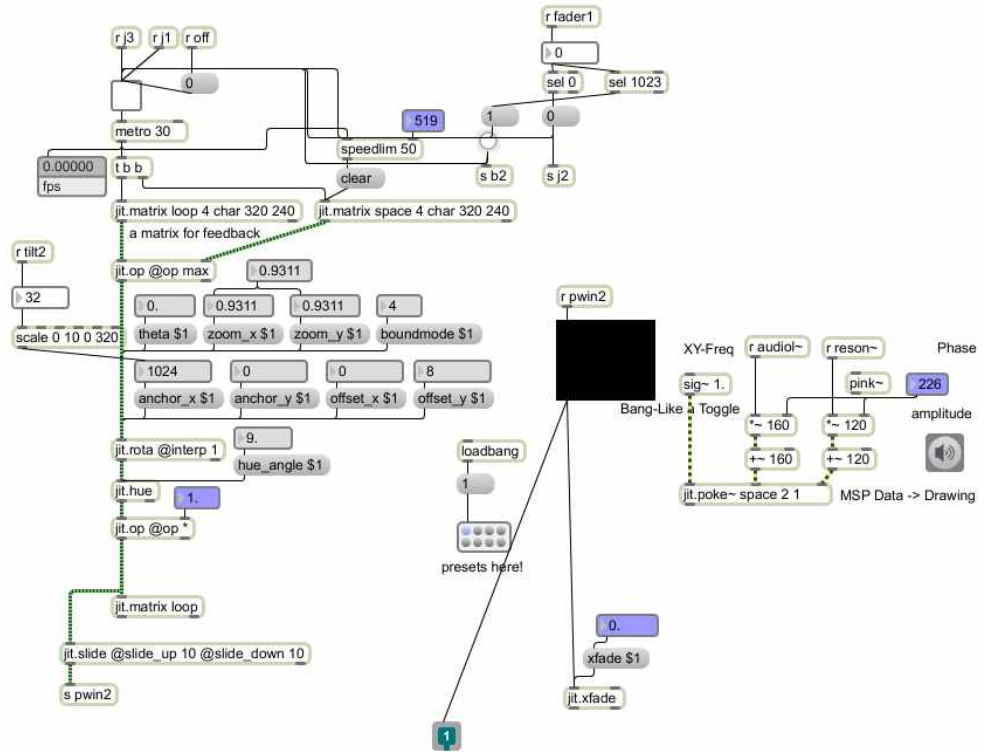 r fader1
r j3
r j1
r off
0
0
sel 0
sel 1023
519
1
0
metro 30
speedlim 50
0.00000
fps
t b b
clear
s b2
s j2
jit.matrix loop 4 char 320 240
jit.matrix space 4 char 320 240
a matrix for feedback
r tilt2
jit.op @op max
0.9311
32
0.
0.9311
0.9311
4
r pwin2
scale 0 10 0 320
theta $1
zoom_x $1
zoom_y $1
boundmode $1
XY-Freq
r audiol~
r reson~
Phase
1024
0
0
8
sig~ 1.
pink~
226
anchor_x $1
anchor_y $1
offset_x $1
offset_y $1
Bang-Like a Toggle
amplitude
*~ 160
*~ 120
9.
jit.rota @interp 1
loadbang
+~ 160
+~ 120
hue_angle $1
1
jit.hue
1.
jit.poke~ space 2 1
MSP Data -> Drawing
jit.op @op *
presets here!
jit.matrix loop
0.
jit.slide @slide_up 10 @slide_down 10
xfade $1
s pwin2
jit.xfade
1